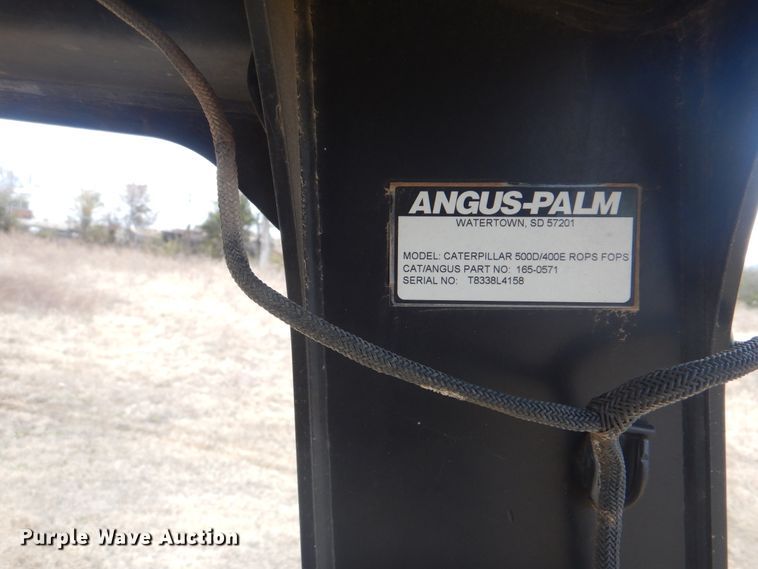 ANGUS-PALM
WATERTOWN, SD 57201
MODEL: CATERPILLAR 500D/400E ROPS FOPS
CAT/ANGUS PART NO: 165-0571
SERIAL NO: T8338L4158
Purple Wave Auction